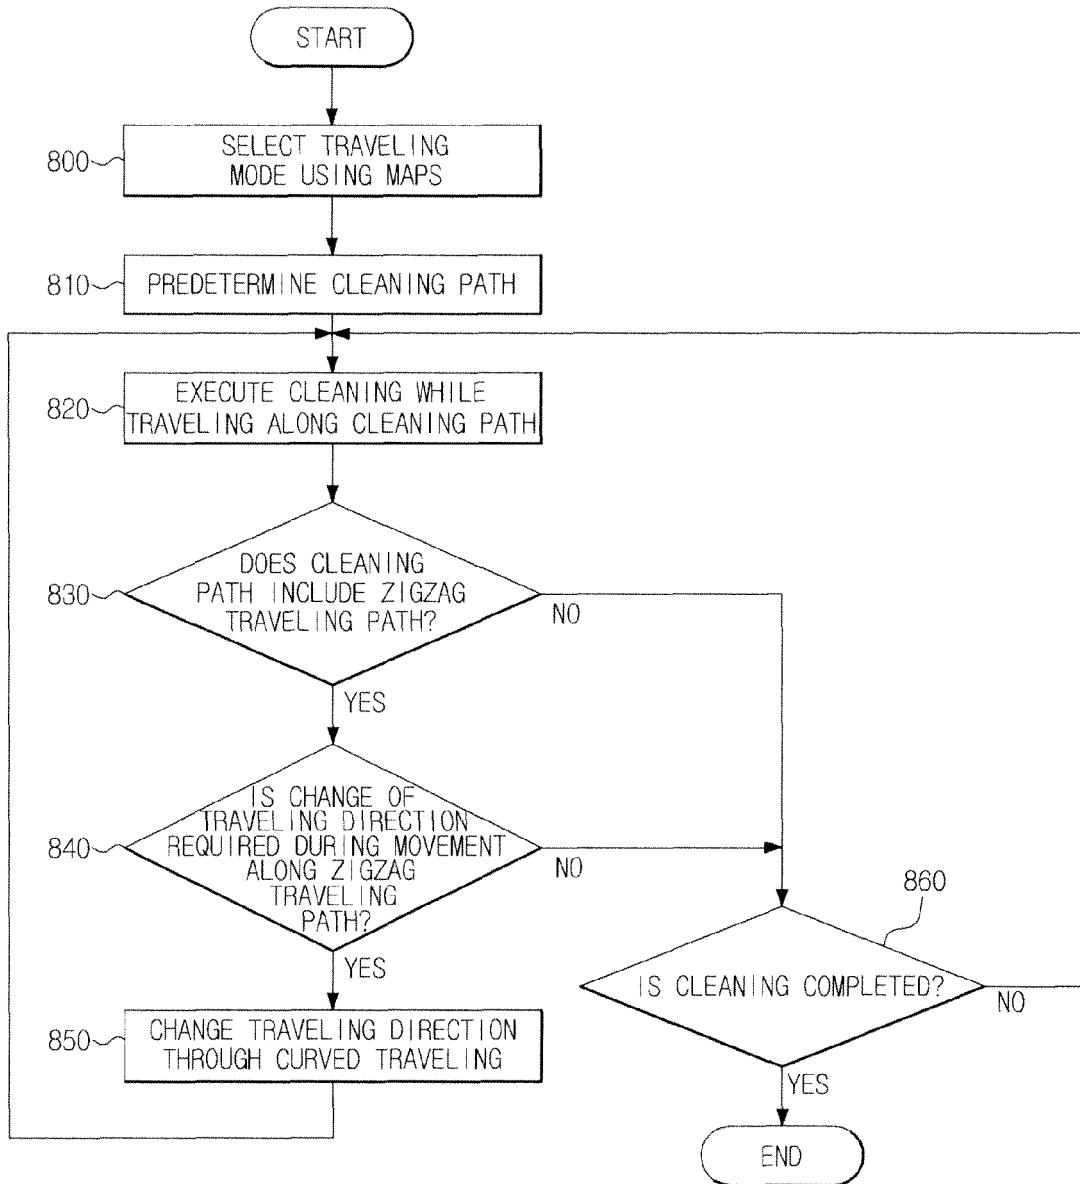 START
800
SELECT TRAVELING
MODE USING MAPS
810
PREDETERMINE CLEANING PATH
820
EXECUTE CLEANING WHILE
TRAVELING ALONG CLEANING PATH
830
DOES CLEANING
PATH INCLUDE ZIGZAG
TRAVELING PATH?
NO
YES
840
IS CHANGE OF
TRAVELING DIRECTION
REQUIRED DURING MOVEMENT
ALONG ZIGZAG
TRAVELING
PATH?
NO
YES
850
CHANGE TRAVELING DIRECTION
THROUGH CURVED TRAVELING
860
IS CLEANING COMPLETED?
NO
YES
END